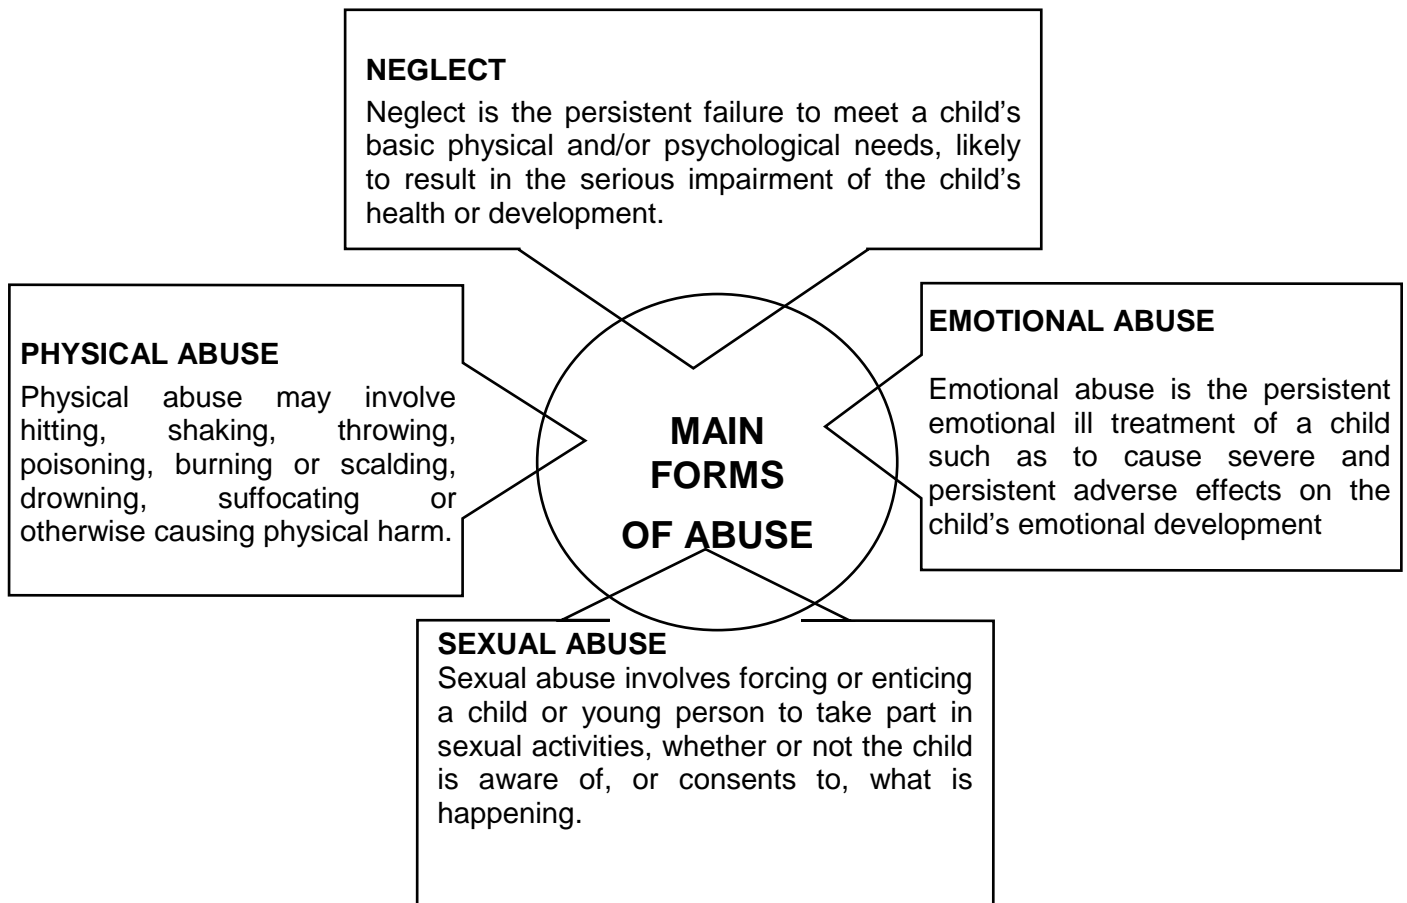 NEGLECT
Neglect is the persistent failure to meet a child’s
basic physical and/or psychological needs, likely
to result in the serious impairment of the child’s
health or development.
PHYSICAL ABUSE
Physical abuse may involve
hitting, shaking, throwing,
poisoning, burning or scalding,
drowning, suffocating or
otherwise causing physical harm.
MAIN
FORMS
OF ABUSE
EMOTIONAL ABUSE
Emotional abuse is the persistent
emotional ill treatment of a child
such as to cause severe and
persistent adverse effects on the
child’s emotional development
SEXUAL ABUSE
Sexual abuse involves forcing or enticing
a child or young person to take part in
sexual activities, whether or not the child
is aware of, or consents to, what is
happening.